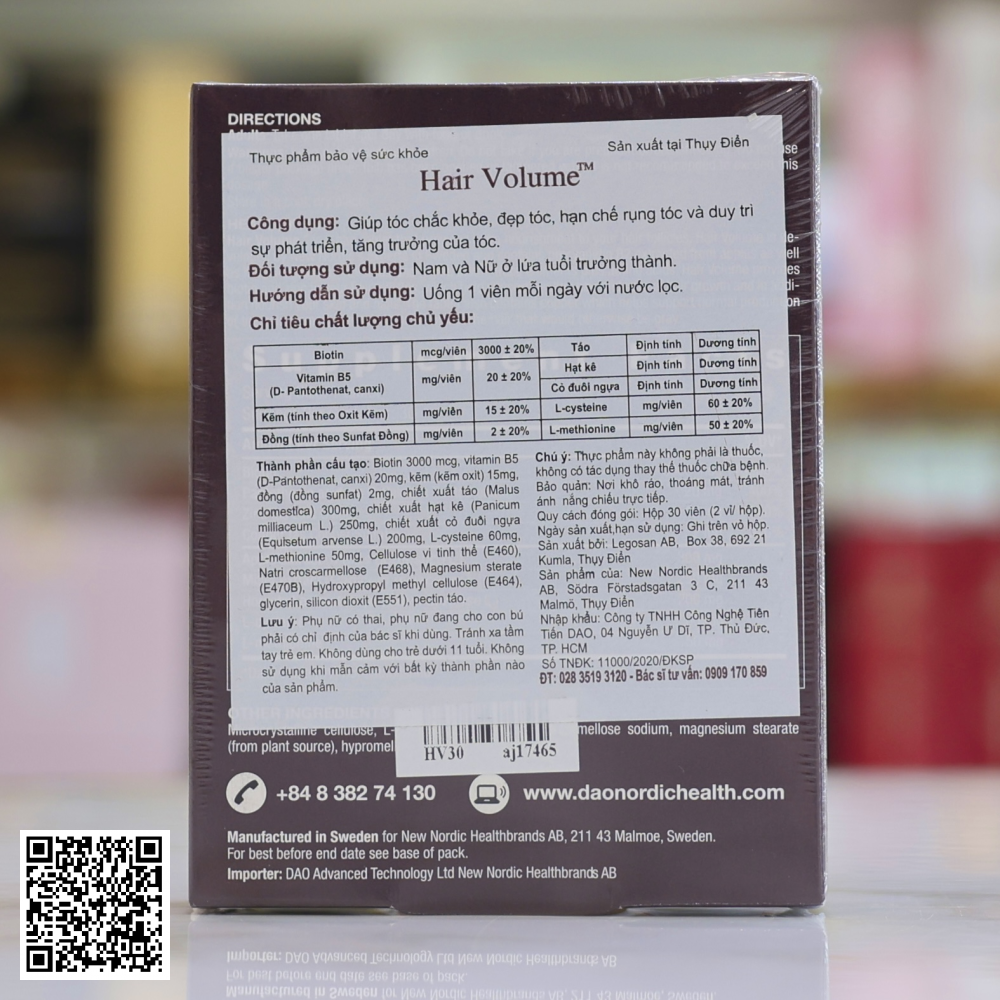 DIRECTIONS
Thực phẩm bảo vệ sức khỏe
Sản xuất tại Thụy Điển
Hair Volume™
Công dụng: Giúp tóc chắc khỏe, đẹp tóc, hạn chế rụng tóc và duy trì
sự phát triển, tăng trưởng của tóc.
Đối tượng sử dụng: Nam và Nữ ở lứa tuổi trưởng thành.
Hướng dẫn sử dụng: Uống 1 viên mỗi ngày với nước lọc.
Chỉ tiêu chất lượng chủ yếu:
Biotin mcg/viên 3000 ± 20% Táo Định tính Dương tính
Vitamin B5 (D- Pantothenat, canxi) mg/viên 20 ± 20% Hạt kê Định tính Dương tính
Cỏ đuôi ngựa Định tính Dương tính
Kẽm (tính theo Oxit Kẽm) mg/viên 15 ± 20% L-cysteine mg/viên 60 ± 20%
Đồng (tính theo Sunfat Đồng) mg/viên 2 ± 20% L-methionine mg/viên 50 ± 20%
Thành phần cấu tạo: Biotin 3000 mcg, vitamin B5
(D-Pantothenat, canxi) 20mg, kẽm (kẽm oxit) 15mg,
đồng (đồng sunfat) 2mg, chiết xuất táo (Malus
domestica) 300mg, chiết xuất hạt kê (Panicum
milliaceum L.) 250mg, chiết xuất cỏ đuôi ngựa
(Equisetum arvense L.) 200mg, L-cysteine 60mg,
L-methionine 50mg, Cellulose vi tinh thể (E460),
Natri croscarmellose (E468), Magnesium sterate
(E470B), Hydroxypropyl methyl cellulose (E464),
glycerin, silicon dioxit (E551), pectin táo.
Lưu ý: Phụ nữ có thai, phụ nữ đang cho con bú
phải có chỉ định của bác sĩ khi dùng. Tránh xa tầm
tay trẻ em. Không dùng cho trẻ dưới 11 tuổi. Không
sử dụng khi mẫn cảm với bất kỳ thành phần nào
của sản phẩm.
Chú ý: Thực phẩm này không phải là thuốc,
không có tác dụng thay thế thuốc chữa bệnh.
Bảo quản: Nơi khô ráo, thoáng mát, tránh
ánh nắng chiếu trực tiếp.
Quy cách đóng gói: Hộp 30 viên (2 vỉ/ hộp).
Ngày sản xuất,hạn sử dụng: Ghi trên vỏ hộp.
Sản xuất bởi: Legosan AB, Box 38, 692 21
Kumla, Thụy Điển
Sản phẩm của: New Nordic Healthbrands
AB, Södra Förstadsgatan 3 C, 211 43
Malmö, Thụy Điển
Nhập khẩu: Công ty TNHH Công Nghệ Tiên
Tiến DAO, 04 Nguyễn Ư Dĩ, TP. Thủ Đức,
TP. HCM
Số TNĐK: 11000/2020/ĐKSP
ĐT: 028 3519 3120 - Bác sĩ tư vấn: 0909 170 859
OTHER INGREDIENTS
Microcrystalline cellulose, L- mellose sodium, magnesium stearate
(from plant source), hypromel
HV30 aj17465
+84 8 382 74 130 www.daonordichealth.com
Manufactured in Sweden for New Nordic Healthbrands AB, 211 43 Malmoe, Sweden.
For best before end date see base of pack.
Importer: DAO Advanced Technology Ltd New Nordic Healthbrands AB